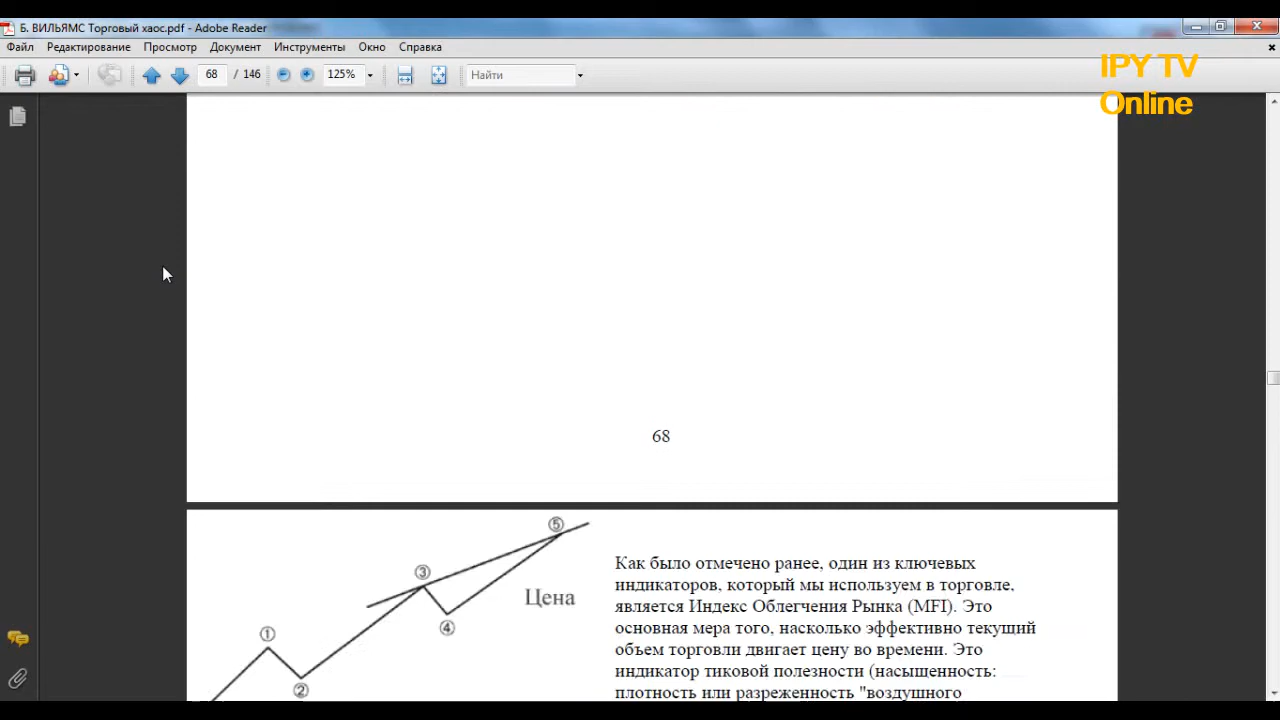 Б. ВИЛЬЯМС Торговый хаос.pdf - Adobe Reader
Файл Редактирование Просмотр Документ Инструменты Окно Справка
68 / 146 125% Найти
IPY TV
Online
68
⑤
③
Цена
④
①
②
Как было отмечено ранее, один из ключевых
индикаторов, который мы используем в торговле,
является Индекс Облегчения Рынка (MFI). Это
основная мера того, насколько эффективно текущий
объем торговли двигает цену во времени. Это
индикатор тиковой полезности (насыщенность:
плотность или разреженность "воздушного